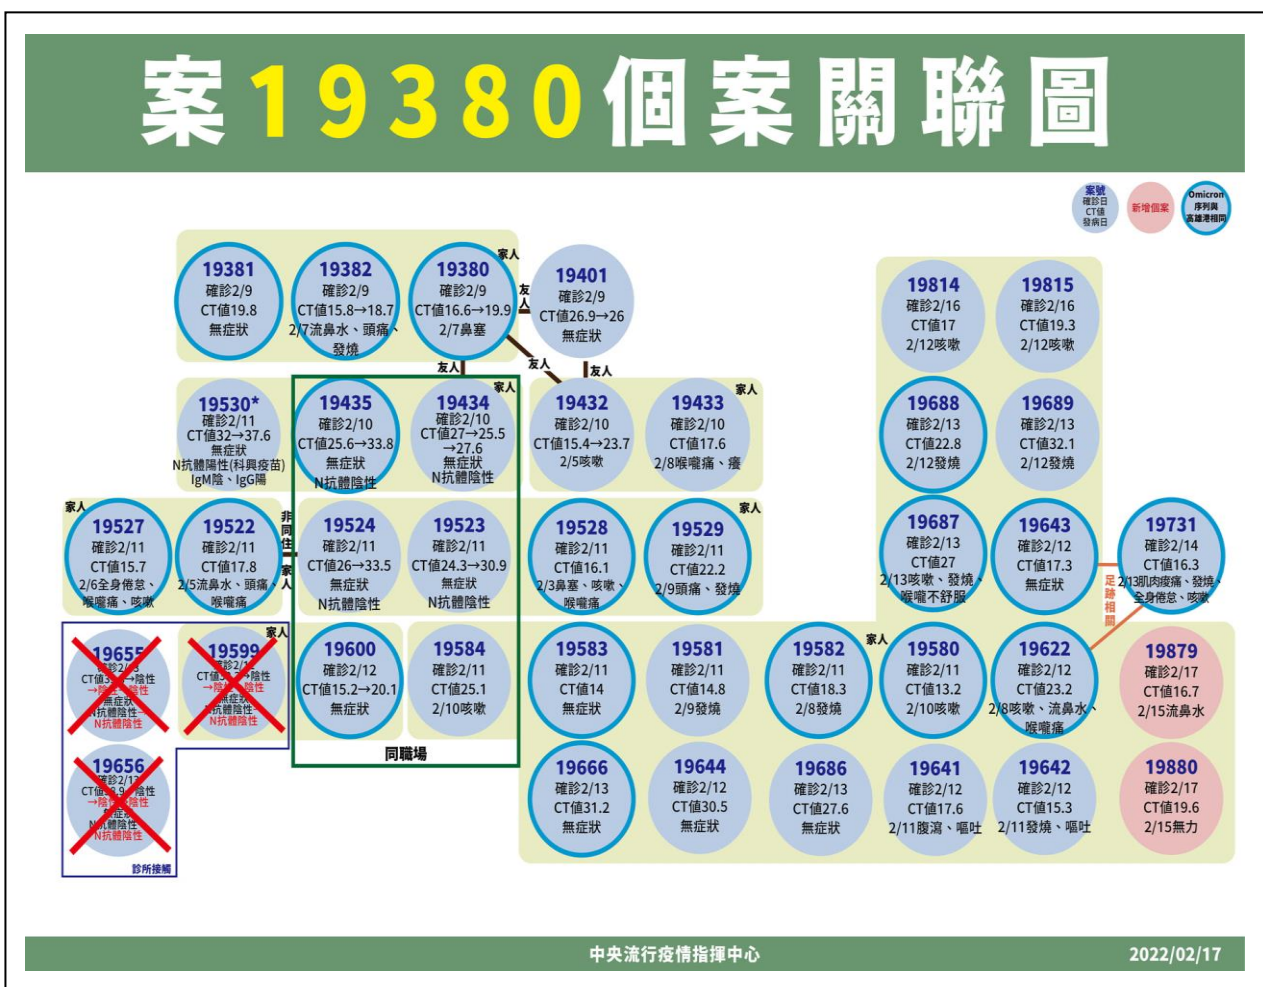 案19380個案關聯圖
案號
確診日
CT值
發病日
新增個案
Omicron
序列與
高雄港相同
19381
確診2/9
CT值19.8
無症狀
19382
確診2/9
CT值15.8→18.7
2/7流鼻水、頭痛、
發燒
家人
19380
確診2/9
CT值16.6→19.9
2/7鼻塞
友人
19401
確診2/9
CT值26.9→26
無症狀
友人
友人
友人
19530*
確診2/11
CT值32→37.6
無症狀
N抗體陽性(科興疫苗)
IgM陰、IgG陽
19435
確診2/10
CT值25.6→33.8
無症狀
N抗體陰性
家人
19434
確診2/10
CT值27→25.5
→27.6
無症狀
N抗體陰性
19432
確診2/10
CT值15.4→23.7
2/5咳嗽
家人
19433
確診2/10
CT值17.6
2/8喉嚨痛、癢
19814
確診2/16
CT值17
2/12咳嗽
19815
確診2/16
CT值19.3
2/12咳嗽
19688
確診2/13
CT值22.8
2/12發燒
19689
確診2/13
CT值32.1
2/12發燒
家人
19527
確診2/11
CT值15.7
2/6全身倦怠、
喉嚨痛、咳嗽
19522
確診2/11
CT值17.8
2/5流鼻水、頭痛、
喉嚨痛
非同住家人
19524
確診2/11
CT值26→33.5
無症狀
N抗體陰性
19523
確診2/11
CT值24.3→30.9
無症狀
N抗體陰性
19528
確診2/11
CT值16.1
2/3鼻塞、咳嗽、
喉嚨痛
家人
19529
確診2/11
CT值22.2
2/9頭痛、發燒
19687
確診2/13
CT值27
2/13咳嗽、發燒、
喉嚨不舒服
19643
確診2/12
CT值17.3
無症狀
19731
確診2/14
CT值16.3
2/13肌肉痠痛、發燒、
全身倦怠、咳嗽
足跡相關
19655
→陰性
無症狀
N抗體陰性
家人
19599
N抗體陰性
19600
確診2/12
CT值15.2→20.1
無症狀
19584
確診2/11
CT值25.1
2/10咳嗽
同職場
19583
確診2/11
CT值14
無症狀
19581
確診2/11
CT值14.8
2/9發燒
19582
確診2/11
CT值18.3
2/8發燒
家人
19580
確診2/11
CT值13.2
2/10咳嗽
19622
確診2/12
CT值23.2
2/8咳嗽、流鼻水、
喉嚨痛
19879
確診2/17
CT值16.7
2/15流鼻水
19656
N抗體陰性
診所接觸
19666
確診2/13
CT值31.2
無症狀
19644
確診2/12
CT值30.5
無症狀
19686
確診2/13
CT值27.6
無症狀
19641
確診2/12
CT值17.6
2/11腹瀉、嘔吐
19642
確診2/12
CT值15.3
2/11發燒、嘔吐
19880
確診2/17
CT值19.6
2/15無力
中央流行疫情指揮中心
2022/02/17